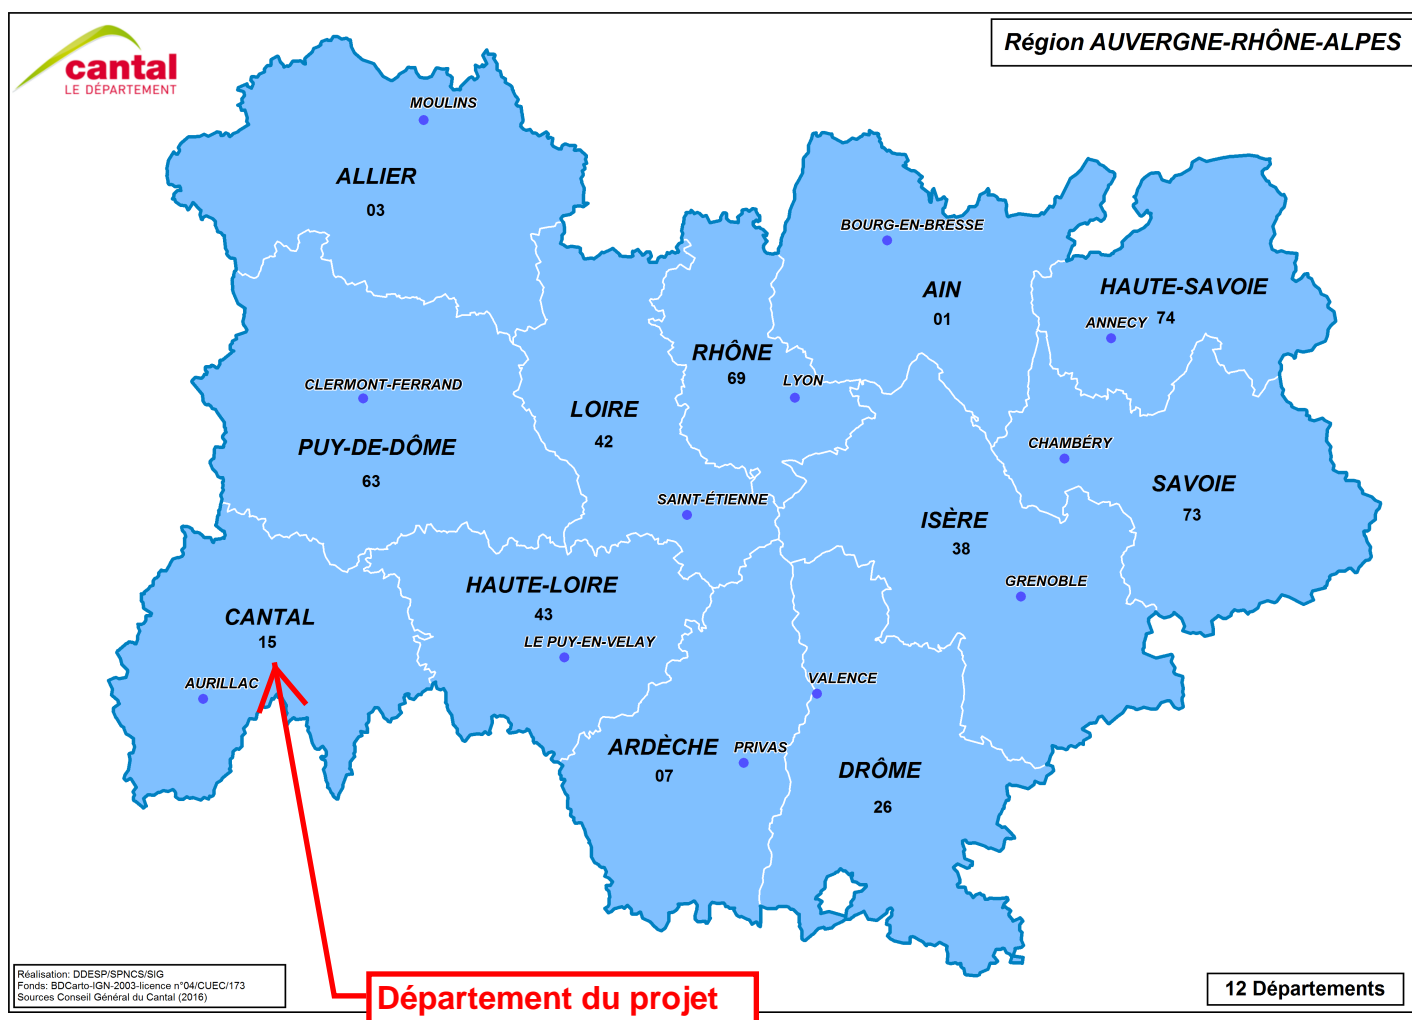 cantal
LE DÉPARTEMENT
Région AUVERGNE-RHÔNE-ALPES
MOULINS
ALLIER
03
BOURG-EN-BRESSE
AIN
01
HAUTE-SAVOIE
74
ANNECY
RHÔNE
69
LYON
CLERMONT-FERRAND
PUY-DE-DÔME
63
LOIRE
42
SAINT-ÉTIENNE
CHAMBÉRY
SAVOIE
73
ISÈRE
38
GRENOBLE
HAUTE-LOIRE
43
LE PUY-EN-VELAY
CANTAL
15
AURILLAC
VALENCE
ARDÈCHE
07
PRIVAS
DRÔME
26
Réalisation: DDESP/SPNCS/SIG
Fonds: BDCarto-IGN-2003-licence n°04/CUEC/173
Sources Conseil Général du Cantal (2016)
Département du projet
12 Départements